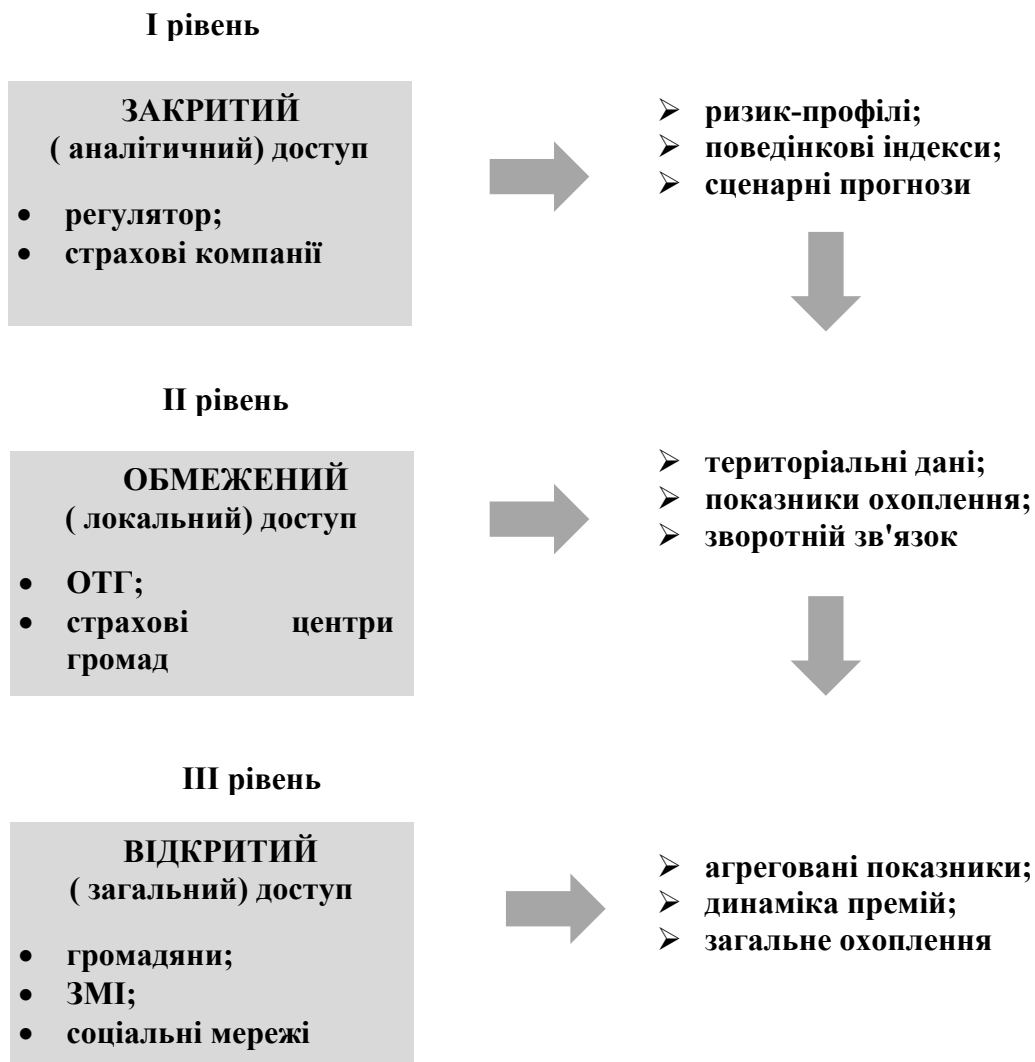 І рівень
ЗАКРИТИЙ
( аналітичний) доступ
• регулятор;
• страхові компанії
➢ ризик-профілі;
➢ поведінкові індекси;
➢ сценарні прогнози
ІІ рівень
ОБМЕЖЕНИЙ
( локальний) доступ
• ОТГ;
• страхові центри
громад
➢ територіальні дані;
➢ показники охоплення;
➢ зворотній зв'язок
ІІІ рівень
ВІДКРИТИЙ
( загальний) доступ
• громадяни;
• ЗМІ;
• соціальні мережі
➢ агреговані показники;
➢ динаміка премій;
➢ загальне охоплення